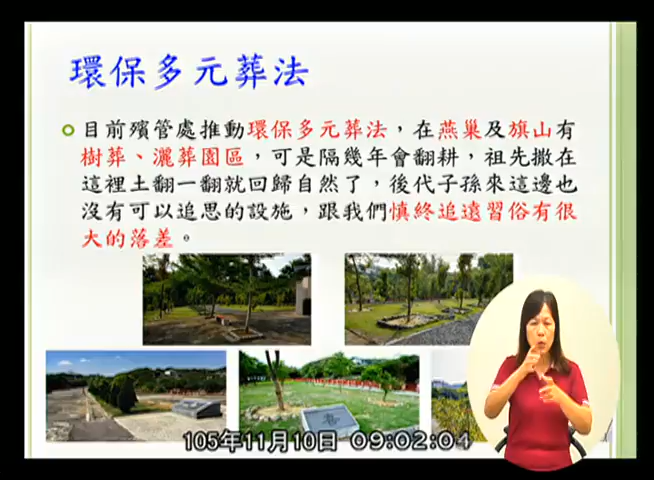 環保多元葬法
目前殯管處推動環保多元葬法，在燕巢及旗山有
樹葬、灑葬園區，可是隔幾年會翻耕，祖先撒在
這裡土翻一翻就回歸自然了，後代子孫來這邊也
沒有可以追思的設施，跟我們慎終追遠習俗有很
大的落差。
105年11月10日 09:02:04